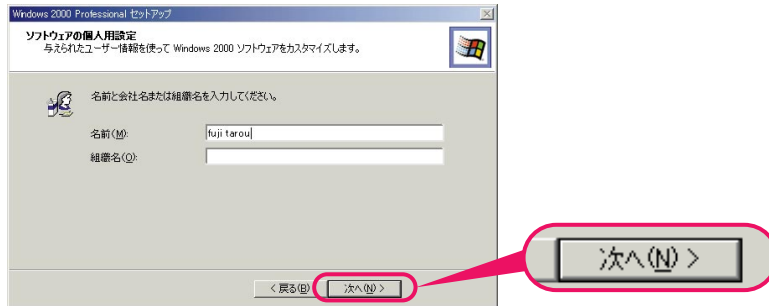 Windows 2000 Professional セットアップ
ソフトウェアの個人用設定
与えられたユーザー情報を使って Windows 2000 ソフトウェアをカスタマイズします。
名前と会社名または組織名を入力してください。
名前(M):
fuji tarou
組織名(O):
< 戻る(B)
次へ(N) >
次へ(N) >